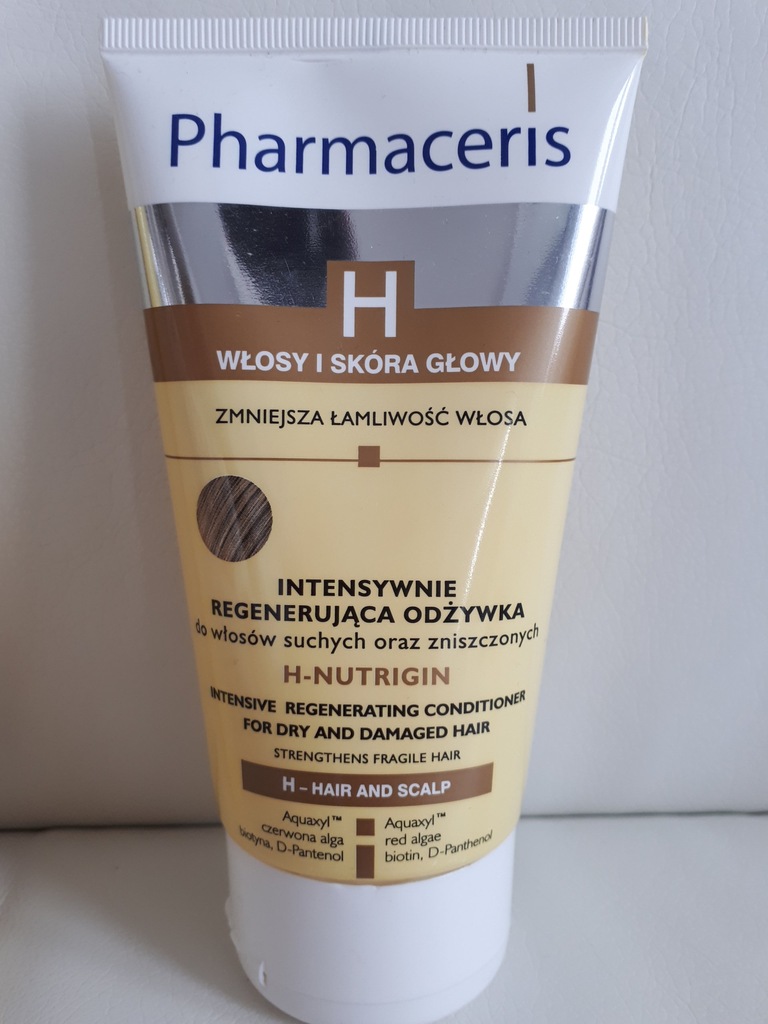 Pharmaceris
H
WŁOSY I SKÓRA GŁOWY
ZMNIEJSZA ŁAMLIWOŚĆ WŁOSA
INTENSYWNIE
REGENERUJĄCA ODŻYWKA
do włosów suchych oraz zniszczonych
H-NUTRIGIN
INTENSIVE REGENERATING CONDITIONER
FOR DRY AND DAMAGED HAIR
STRENGTHENS FRAGILE HAIR
H – HAIR AND SCALP
Aquaxyl™
czerwona alga
biotyna, D-Pantenol
Aquaxyl™
red algae
biotin, D-Panthenol